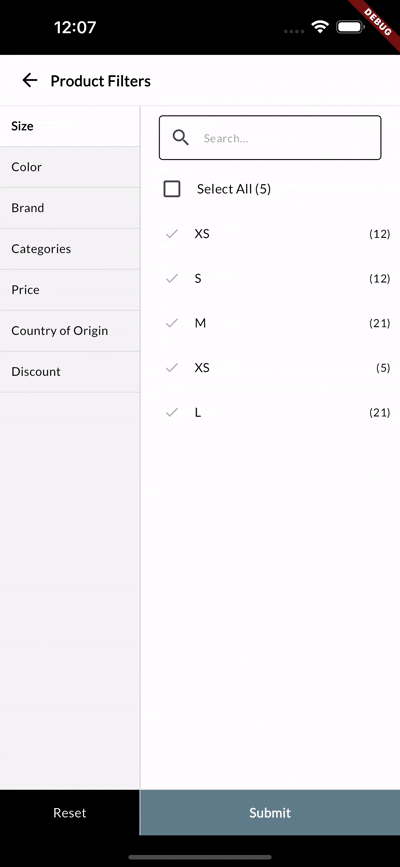 12:07
DEBUG
Product Filters
Size
Color
Brand
Categories
Price
Country of Origin
Discount
Search...
Select All (5)
XS (12)
S (12)
M (21)
XS (5)
L (21)
Reset
Submit